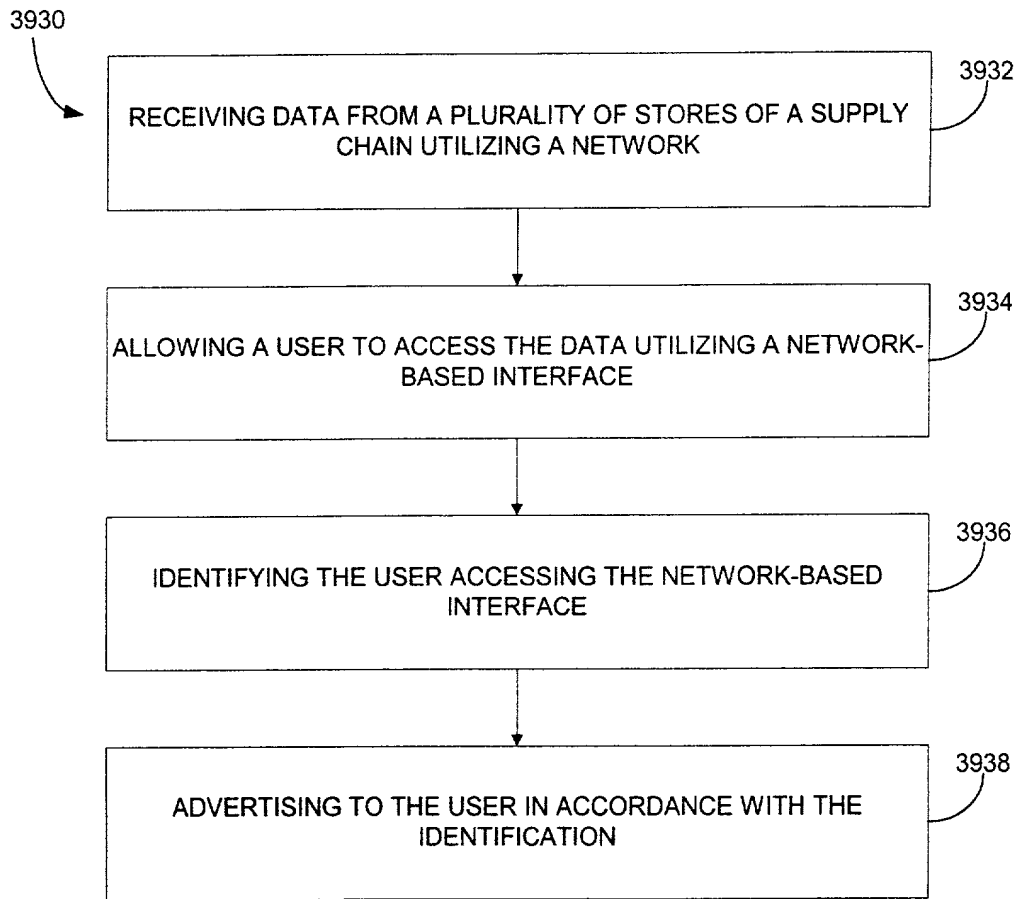 3930
3932
RECEIVING DATA FROM A PLURALITY OF STORES OF A SUPPLY
CHAIN UTILIZING A NETWORK
3934
ALLOWING A USER TO ACCESS THE DATA UTILIZING A NETWORK-
BASED INTERFACE
3936
IDENTIFYING THE USER ACCESSING THE NETWORK-BASED
INTERFACE
3938
ADVERTISING TO THE USER IN ACCORDANCE WITH THE
IDENTIFICATION